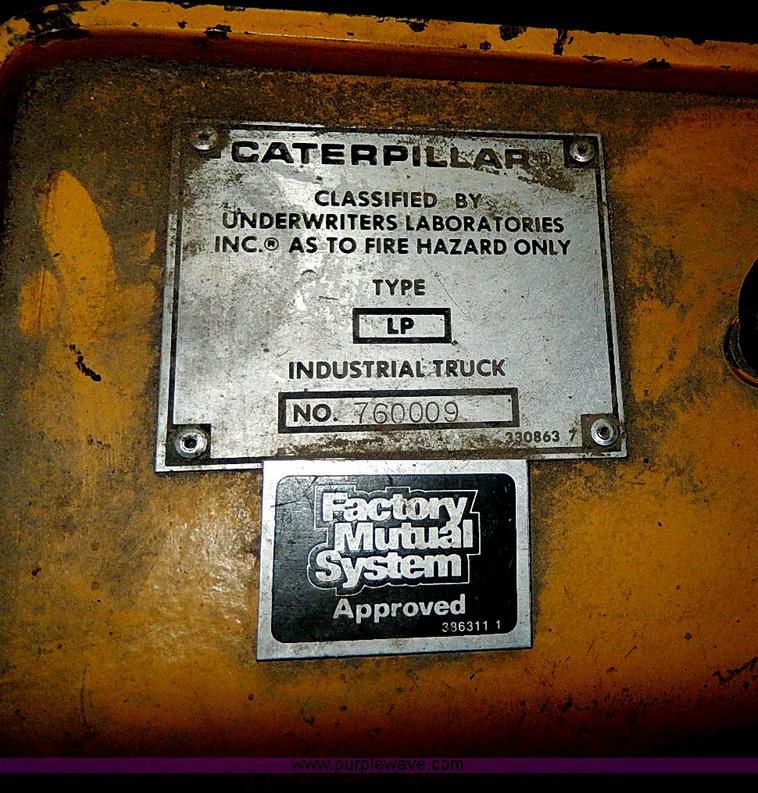 CATERPILLAR®
CLASSIFIED BY
UNDERWRITERS LABORATORIES
INC.® AS TO FIRE HAZARD ONLY
TYPE
LP
INDUSTRIAL TRUCK
NO. 760009
330863 7
Factory
Mutual
System
Approved
386311 1
www.purplewave.com